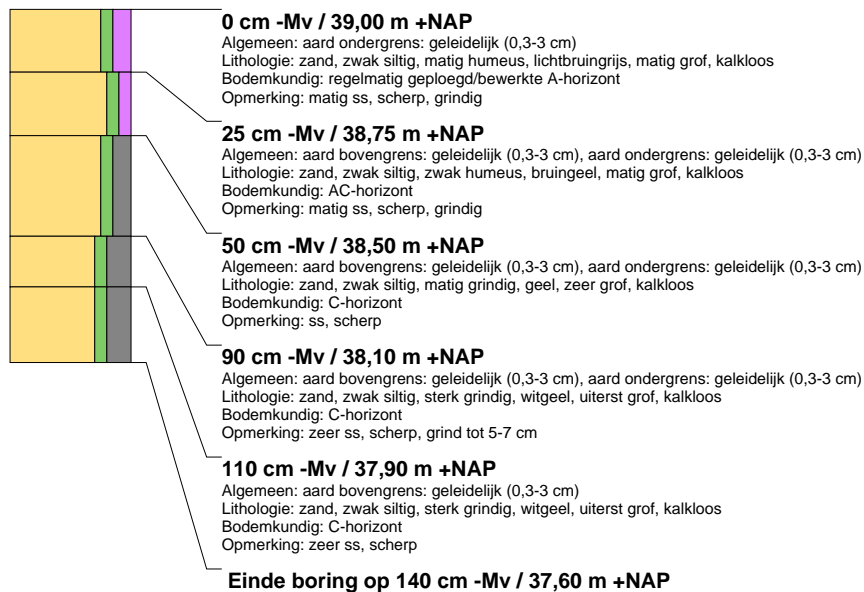 0 cm -Mv / 39,00 m +NAP
Algemeen: aard ondergrens: geleidelijk (0,3-3 cm)
Lithologie: zand, zwak siltig, matig humeus, lichtbruingrijs, matig grof, kalkloos
Bodemkundig: regelmatig geploegd/bewerkte A-horizont
Opmerking: matig ss, scherp, grindig
25 cm -Mv / 38,75 m +NAP
Algemeen: aard bovengrens: geleidelijk (0,3-3 cm), aard ondergrens: geleidelijk (0,3-3 cm)
Lithologie: zand, zwak siltig, zwak humeus, bruingeel, matig grof, kalkloos
Bodemkundig: AC-horizont
Opmerking: matig ss, scherp, grindig
50 cm -Mv / 38,50 m +NAP
Algemeen: aard bovengrens: geleidelijk (0,3-3 cm), aard ondergrens: geleidelijk (0,3-3 cm)
Lithologie: zand, zwak siltig, matig grindig, geel, zeer grof, kalkloos
Bodemkundig: C-horizont
Opmerking: ss, scherp
90 cm -Mv / 38,10 m +NAP
Algemeen: aard bovengrens: geleidelijk (0,3-3 cm), aard ondergrens: geleidelijk (0,3-3 cm)
Lithologie: zand, zwak siltig, sterk grindig, witgeel, uiterst grof, kalkloos
Bodemkundig: C-horizont
Opmerking: zeer ss, scherp, grind tot 5-7 cm
110 cm -Mv / 37,90 m +NAP
Algemeen: aard bovengrens: geleidelijk (0,3-3 cm)
Lithologie: zand, zwak siltig, sterk grindig, witgeel, uiterst grof, kalkloos
Bodemkundig: C-horizont
Opmerking: zeer ss, scherp
Einde boring op 140 cm -Mv / 37,60 m +NAP